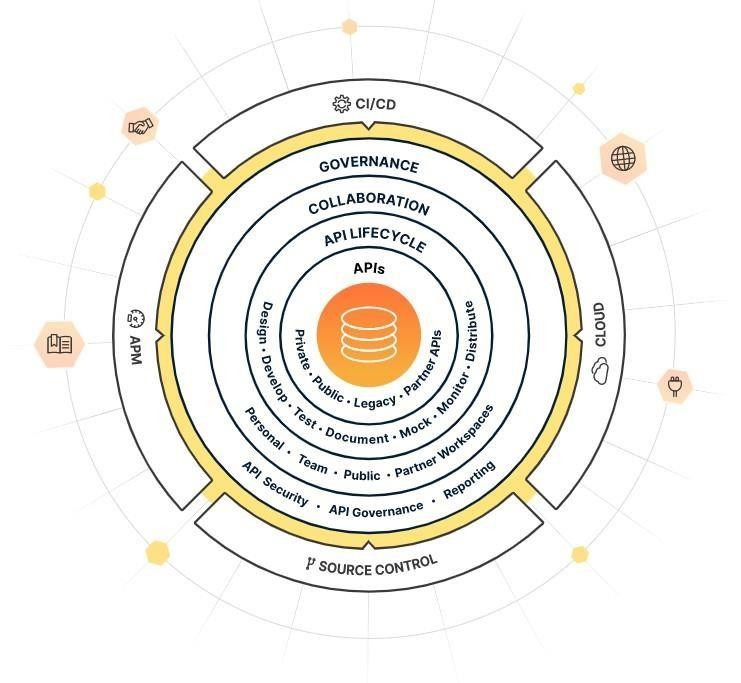 CI/CD
GOVERNANCE
COLLABORATION
API LIFECYCLE
APIs
Private • Public • Legacy • Partner APIs
Design • Develop • Test • Document • Mock • Monitor • Distribute
Personal • Team • Public • Partner Workspaces
API Security • API Governance • Reporting
APM
CLOUD
SOURCE CONTROL